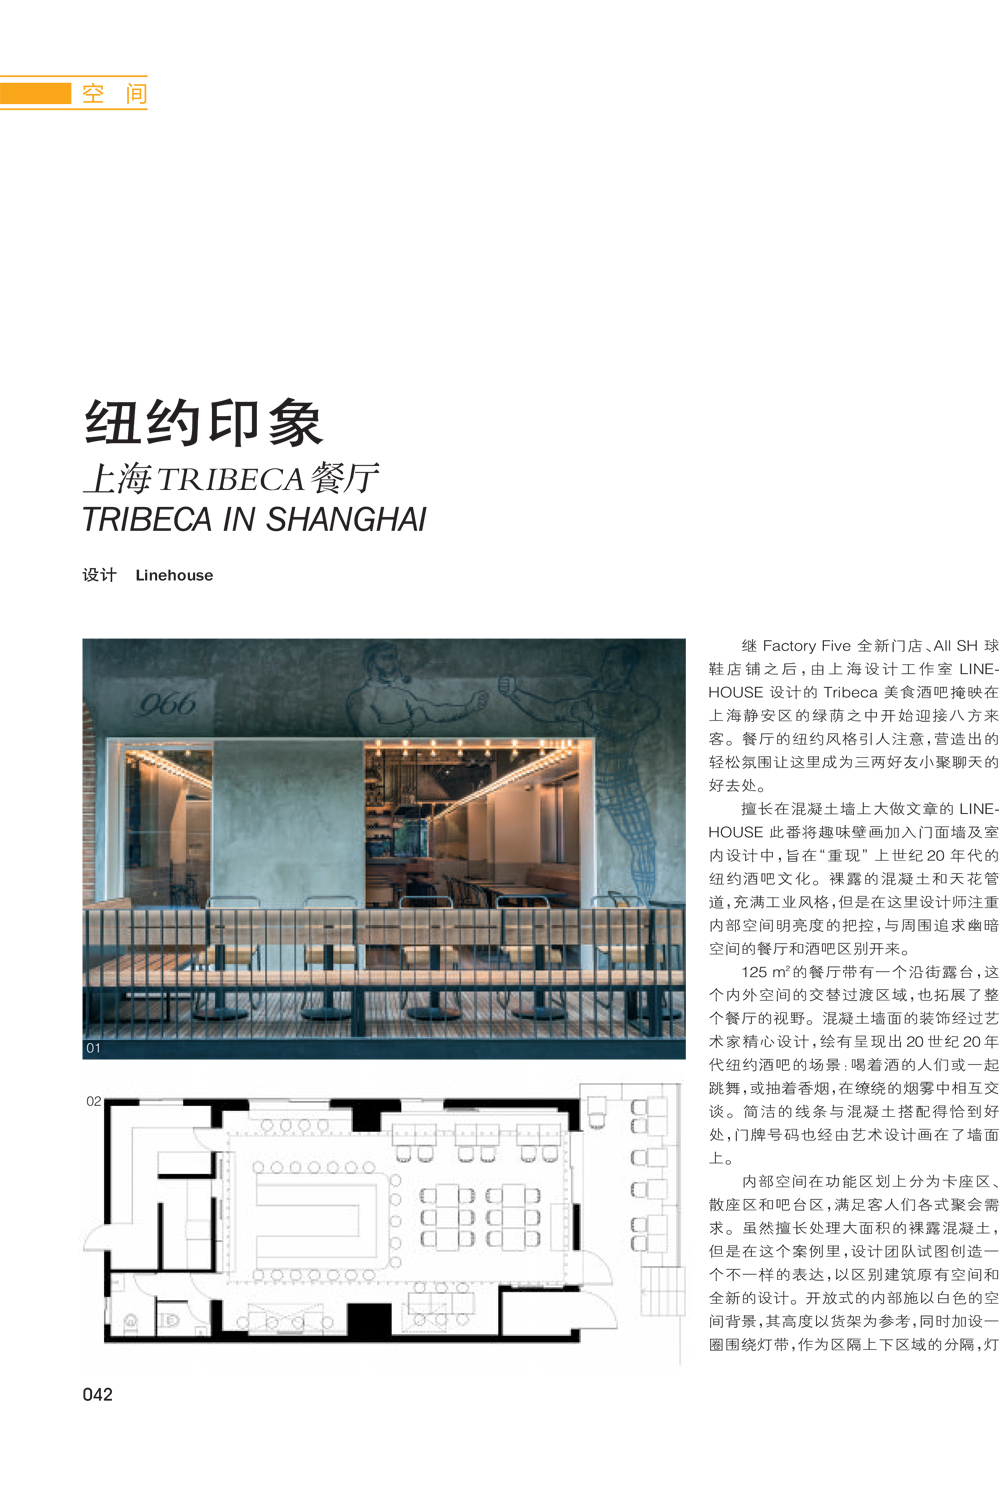 空 间
纽约印象
上海TRIBECA餐厅
TRIBECA IN SHANGHAI
设计 Linehouse
966
01
02
继 Factory Five 全新门店、All SH 球
鞋店铺之后，由上海设计工作室 LINE-
HOUSE 设计的 Tribeca 美食酒吧掩映在
上海静安区的绿荫之中开始迎接八方来
客。餐厅的纽约风格引人注意，营造出的
轻松氛围让这里成为三两好友小聚聊天的
好去处。
擅长在混凝土墙上大做文章的 LINE-
HOUSE 此番将趣味壁画加入门面墙及室
内设计中，旨在“重现”上世纪 20 年代的
纽约酒吧文化。裸露的混凝土和天花管
道，充满工业风格，但是在这里设计师注重
内部空间明亮度的把控，与周围追求幽暗
空间的餐厅和酒吧区别开来。
125 m²的餐厅带有一个沿街露台，这
个内外空间的交替过渡区域，也拓展了整
个餐厅的视野。混凝土墙面的装饰经过艺
术家精心设计，绘有呈现出 20 世纪 20 年
代纽约酒吧的场景：喝着酒的人们或一起
跳舞，或抽着香烟，在缭绕的烟雾中相互交
谈。简洁的线条与混凝土搭配得恰到好
处，门牌号码也经由艺术设计画在了墙面
上。
内部空间在功能区划上分为卡座区、
散座区和吧台区，满足客人们各式聚会需
求。虽然擅长处理大面积的裸露混凝土，
但是在这个案例里，设计团队试图创造一
个不一样的表达，以区别建筑原有空间和
全新的设计。开放式的内部施以白色的空
间背景，其高度以货架为参考，同时加设一
圈围绕灯带，作为区隔上下区域的分隔，灯
042